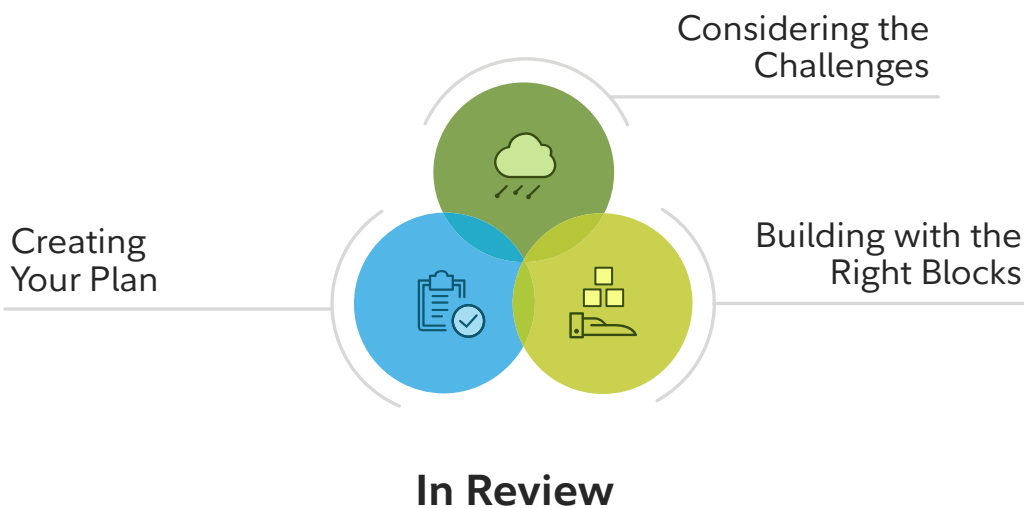 Considering the
Challenges
Creating
Your Plan
Building with the
Right Blocks
In Review